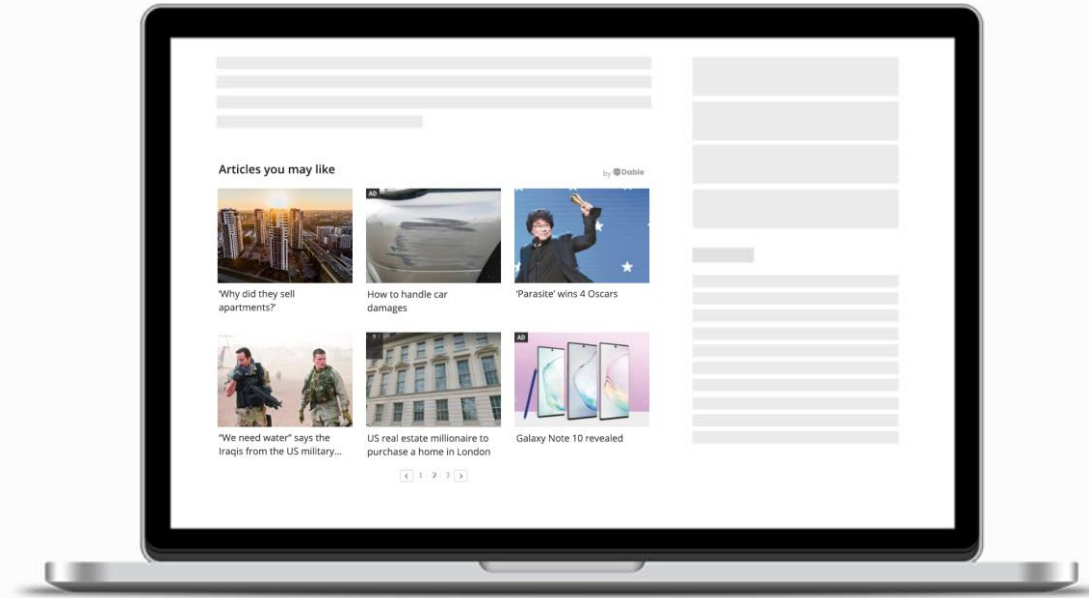 Articles you may like
by Dable
AD
'Why did they sell
apartments?'
How to handle car
damages
'Parasite' wins 4 Oscars
AD
"We need water" says the
Iraqis from the US military...
US real estate millionaire to
purchase a home in London
Galaxy Note 10 revealed
< 1 2 3 >